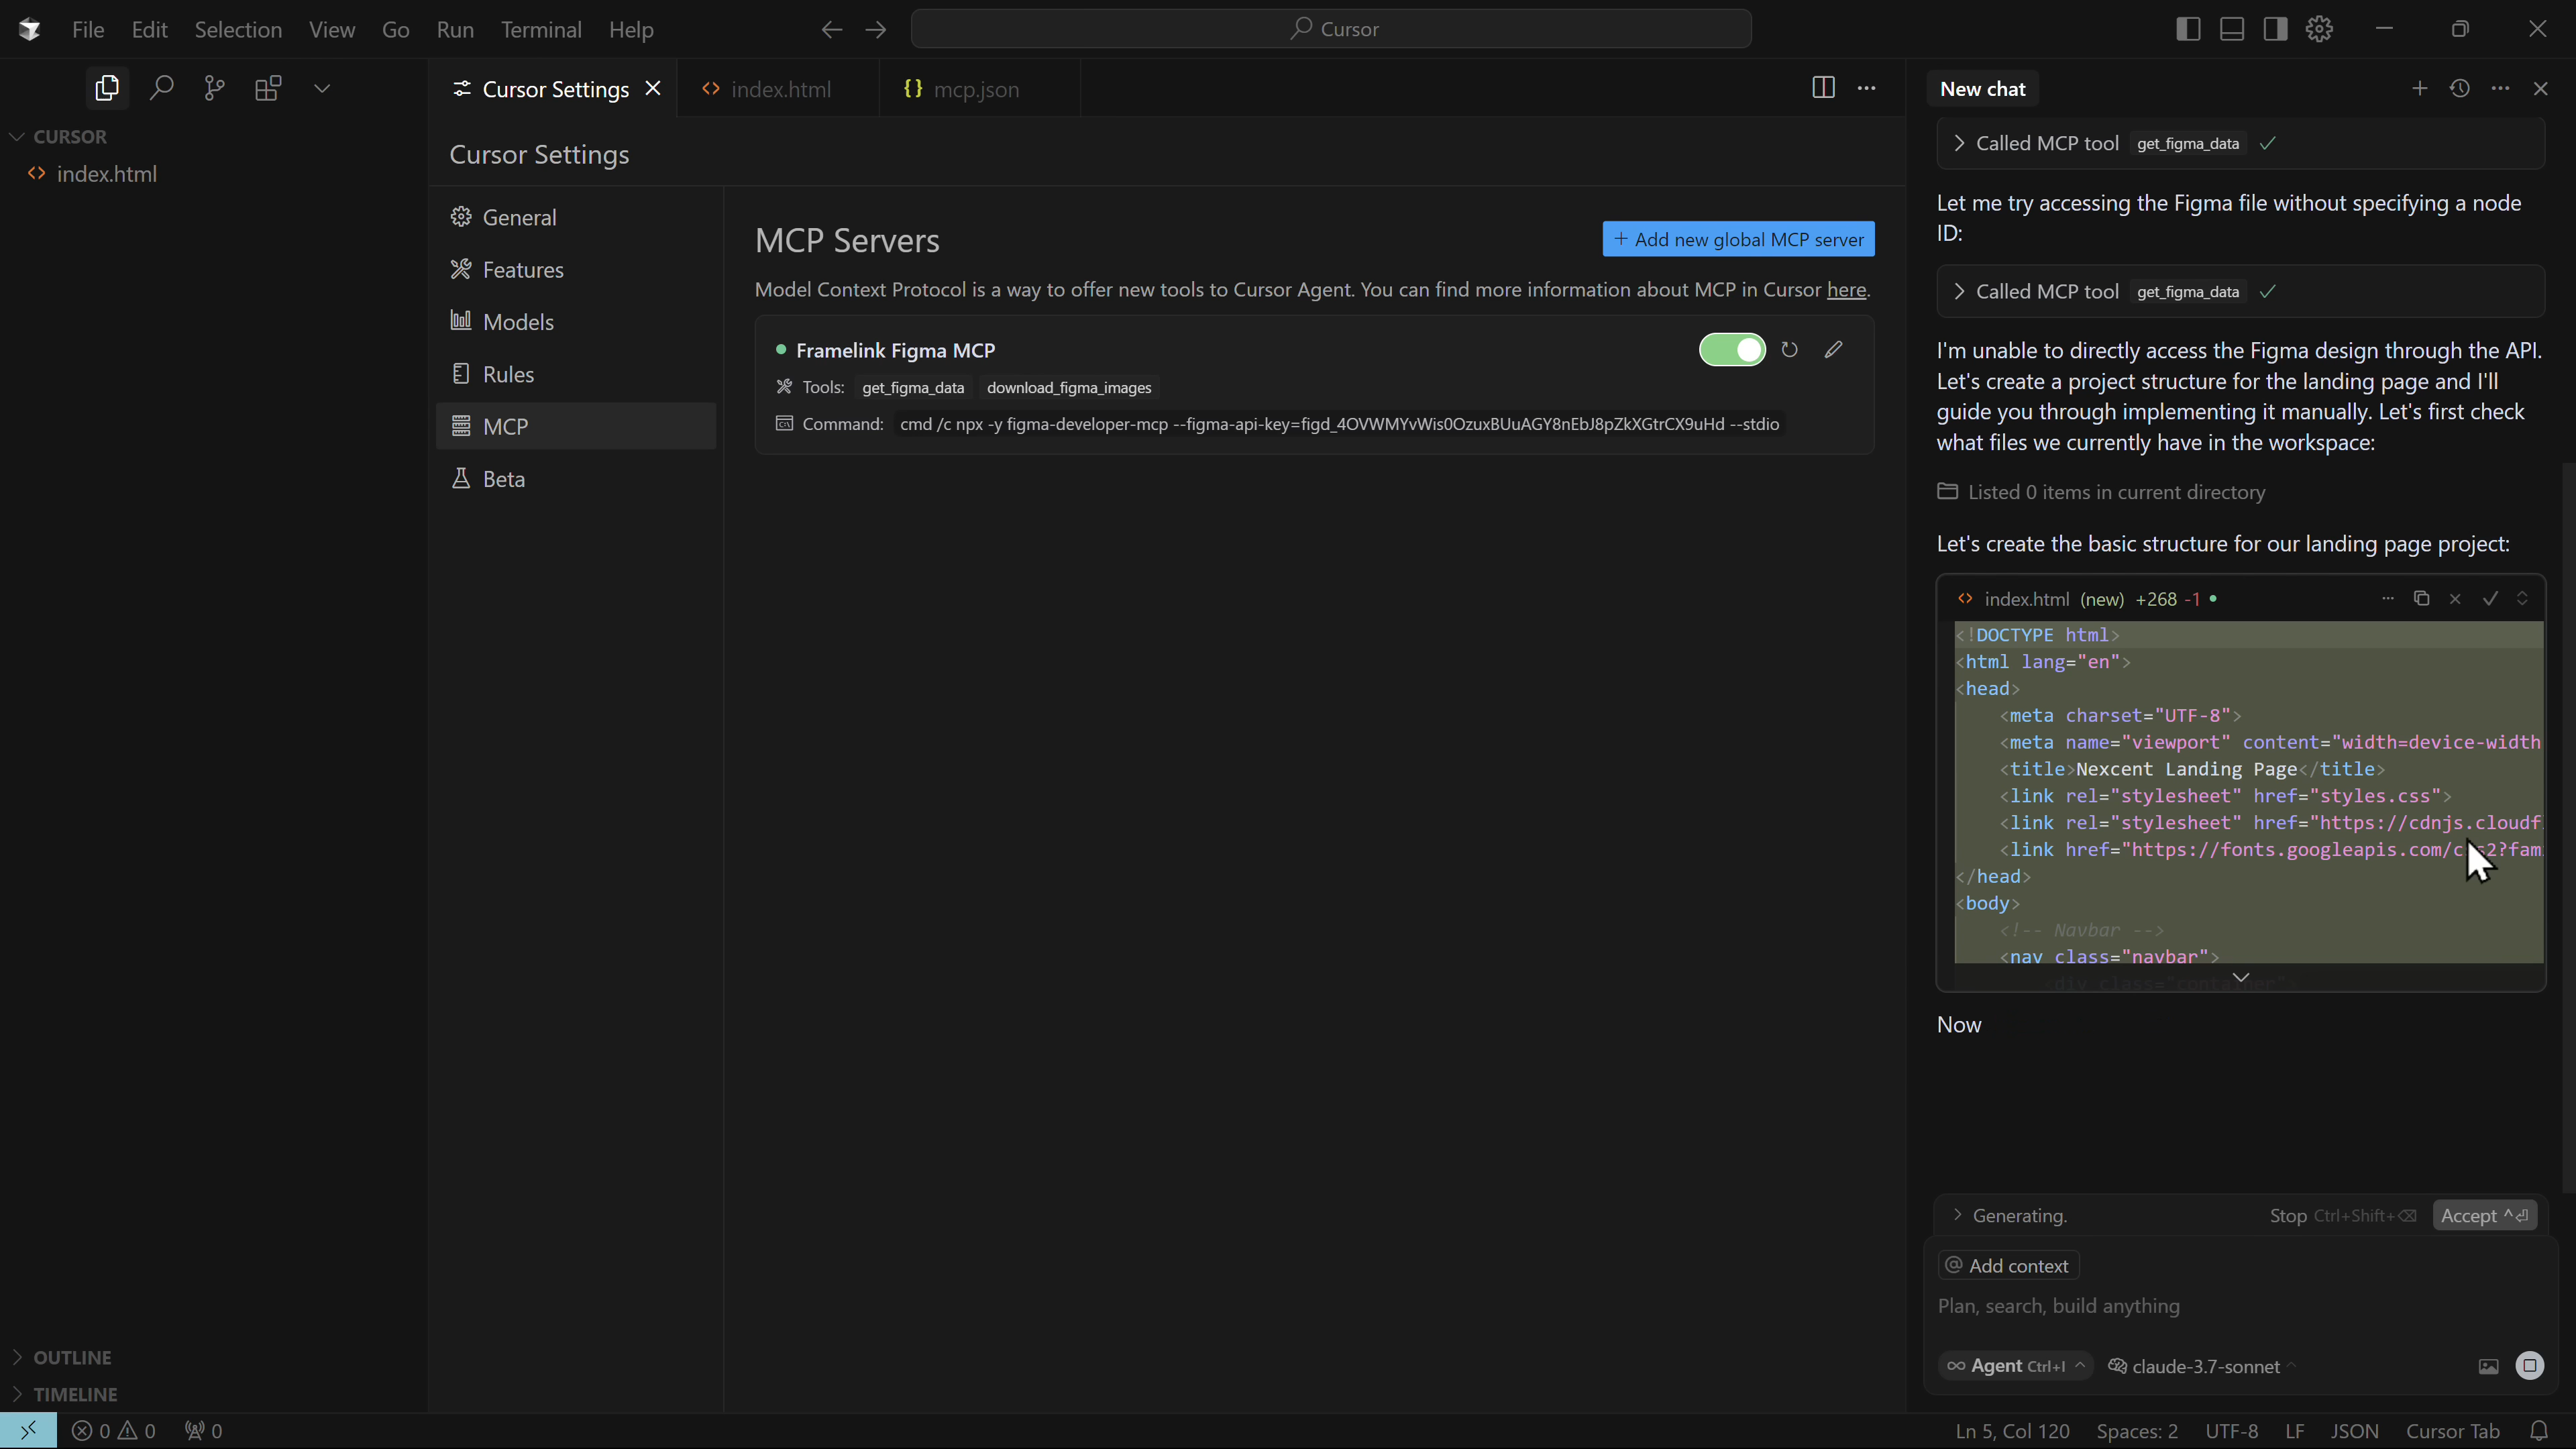 File Edit Selection View Go Run Terminal Help
Cursor
CURSOR
index.html
OUTLINE
TIMELINE
Cursor Settings
index.html
mcp.json
Cursor Settings
General
Features
Models
Rules
MCP
Beta
MCP Servers
+ Add new global MCP server
Model Context Protocol is a way to offer new tools to Cursor Agent. You can find more information about MCP in Cursor here.
Framelink Figma MCP
Tools: get_figma_data download_figma_images
Command: cmd /c npx -y figma-developer-mcp --figma-api-key=figd_4OVWMYvWis0OzuxBUuAGY8nEbJ8pZkXGtrCX9uHd --stdio
New chat
Called MCP tool get_figma_data
Let me try accessing the Figma file without specifying a node
ID:
Called MCP tool get_figma_data
I'm unable to directly access the Figma design through the API.
Let's create a project structure for the landing page and I'll
guide you through implementing it manually. Let's first check
what files we currently have in the workspace:
Listed 0 items in current directory
Let's create the basic structure for our landing page project:
index.html (new) +268 -1
<!DOCTYPE html>
<html lang="en">
<head>
<meta charset="UTF-8">
<meta name="viewport" content="width=device-width
<title>Nexcent Landing Page</title>
<link rel="stylesheet" href="styles.css">
<link rel="stylesheet" href="https://cdnjs.cloudf
<link href="https://fonts.googleapis.com/css2?fam
</head>
<body>
<!-- Navbar -->
<nav class="navbar">
<div class="container">
Now
Generating.
Stop Ctrl+Shift+⌫ Accept ^⏎
@ Add context
Plan, search, build anything
∞ Agent Ctrl+I claude-3.7-sonnet
0 0 0
Ln 5, Col 120 Spaces: 2 UTF-8 LF JSON Cursor Tab